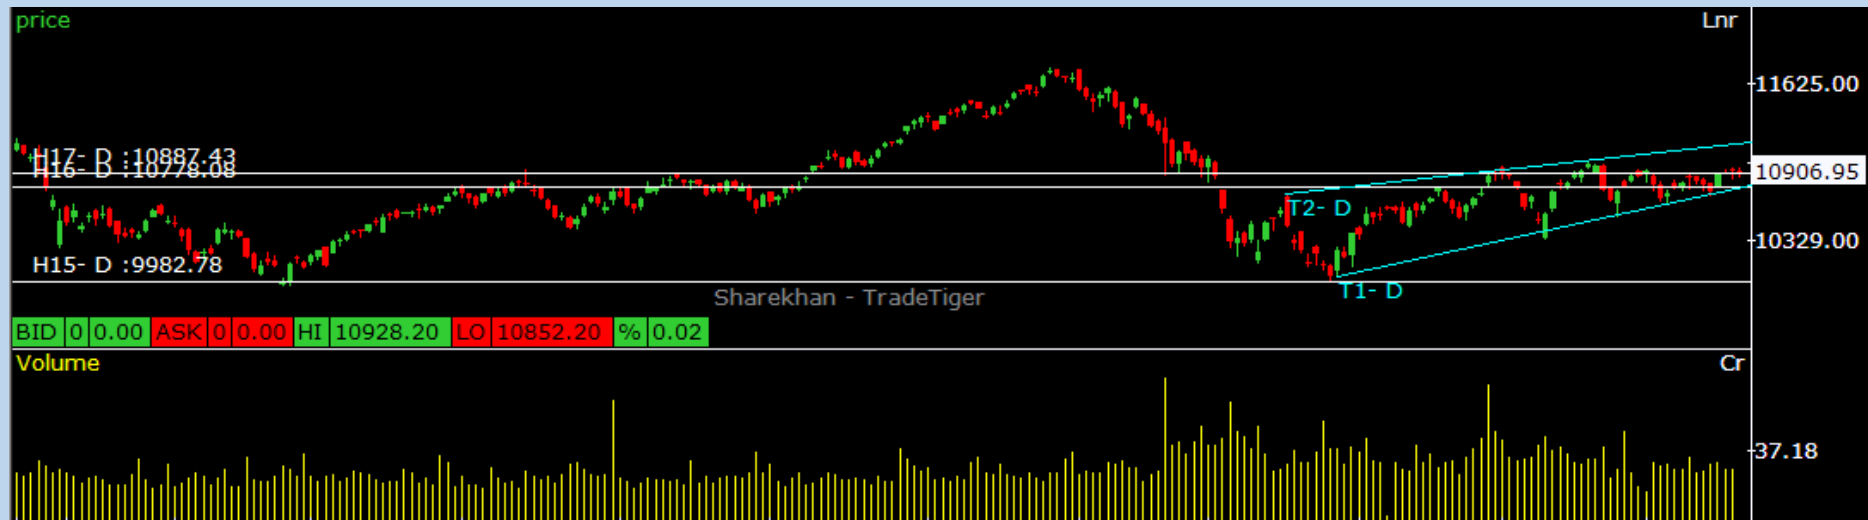 price
Lnr
11625.00
H17- D :10887.43
H16- D :10778.08
10906.95
T2- D
10329.00
H15- D :9982.78
T1- D
Sharekhan - TradeTiger
BID 0 0.00 ASK 0 0.00 HI 10928.20 LO 10852.20 % 0.02
Volume
Cr
37.18